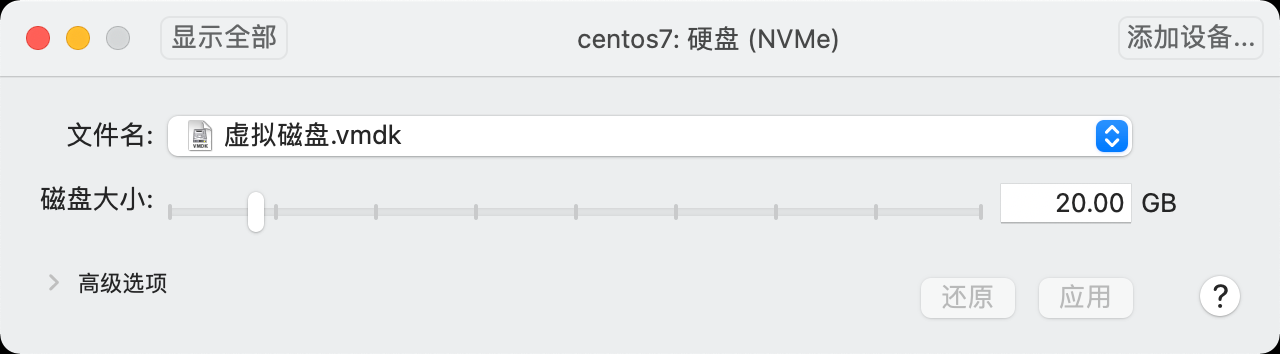 显示全部 centos7: 硬盘 (NVMe) 添加设备...
文件名: VMDK 虚拟磁盘.vmdk
磁盘大小: 20.00 GB
高级选项 还原 应用 ?